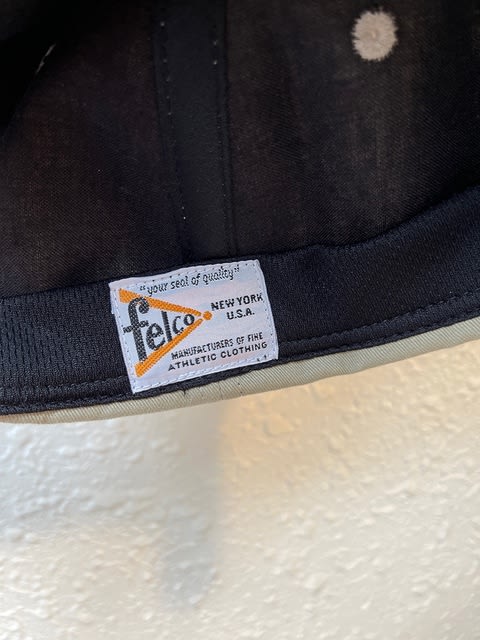 "your seal of quality"
felco
NEW YORK
U.S.A.
MANUFACTURERS OF FINE
ATHLETIC CLOTHING